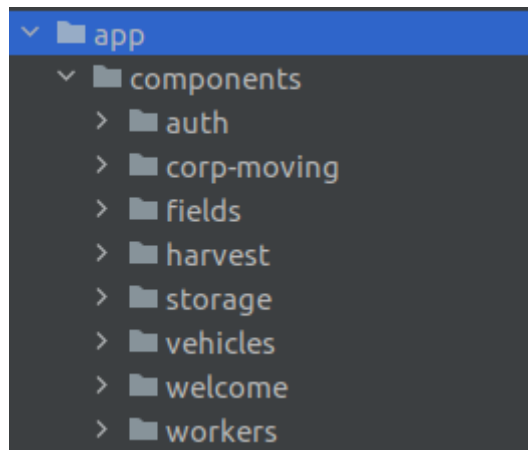 app
components
auth
corp-moving
fields
harvest
storage
vehicles
welcome
workers